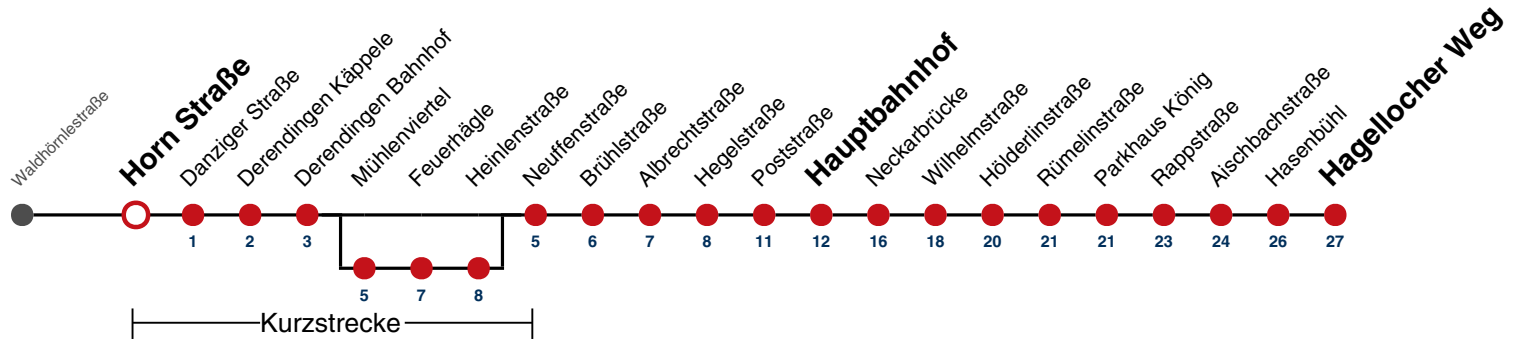 Waldhörnlestraße
Horn Straße
Danziger Straße
Derendingen Käppele
Derendingen Bahnhof
Mühlenviertel
Feuerhägle
Heinlenstraße
Neuffenstraße
Brühlstraße
Albrechtstraße
Hegelstraße
Poststraße
Hauptbahnhof
Neckarbrücke
Wilhelmstraße
Hölderlinstraße
Rümelinstraße
Parkhaus König
Rappstraße
Aischbachstraße
Hasenbühl
Hagellocher Weg
1 2 3 5 6 7 8 11 12 16 18 20 21 21 23 24 26 27
5 7 8
Kurzstrecke